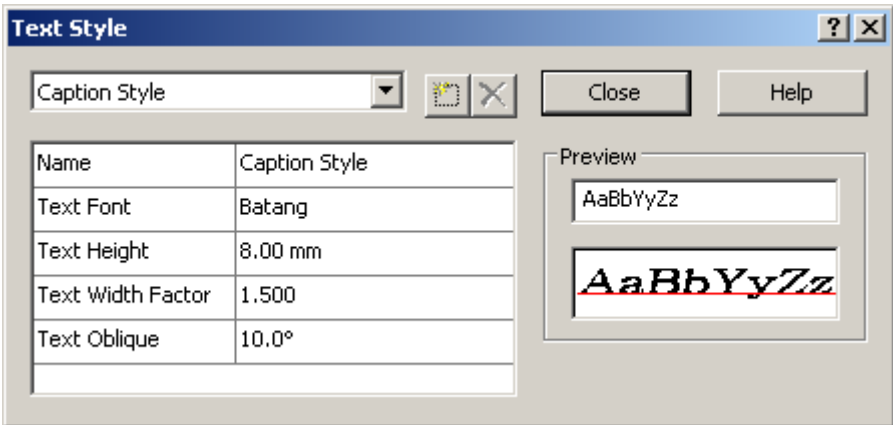 Text Style
Caption Style
Close
Help
Name Caption Style
Text Font Batang
Text Height 8.00 mm
Text Width Factor 1.500
Text Oblique 10.0°
Preview
AaBbYyZz
AaBbYyZz